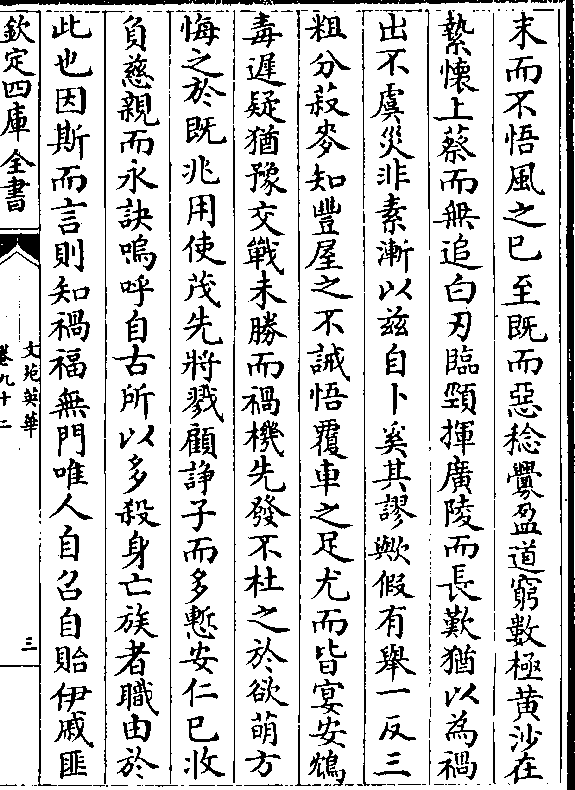 末而不悟風之已至既而惡稔釁盈道窮數極黄沙在
縶懷上蔡而無追白刃臨頸揮廣陵而長歎猶以為禍
出不虞災非素漸以兹自卜奚其謬歟假有舉一反三
粗分菽麥知豐屋之不誡悟覆車之足尤而皆宴安鴆
毒遲疑猶豫交戰未勝而禍機先發不杜之於欲萌方
悔之於既兆用使茂先將戮顧諍子而多慙安仁已收
負慈親而永訣嗚呼自古所以多殺身亡族者職由於
此也因斯而言則知禍福無門唯人自召自貽伊戚匪
欽定四庫全書
文苑英華
卷九十二
三